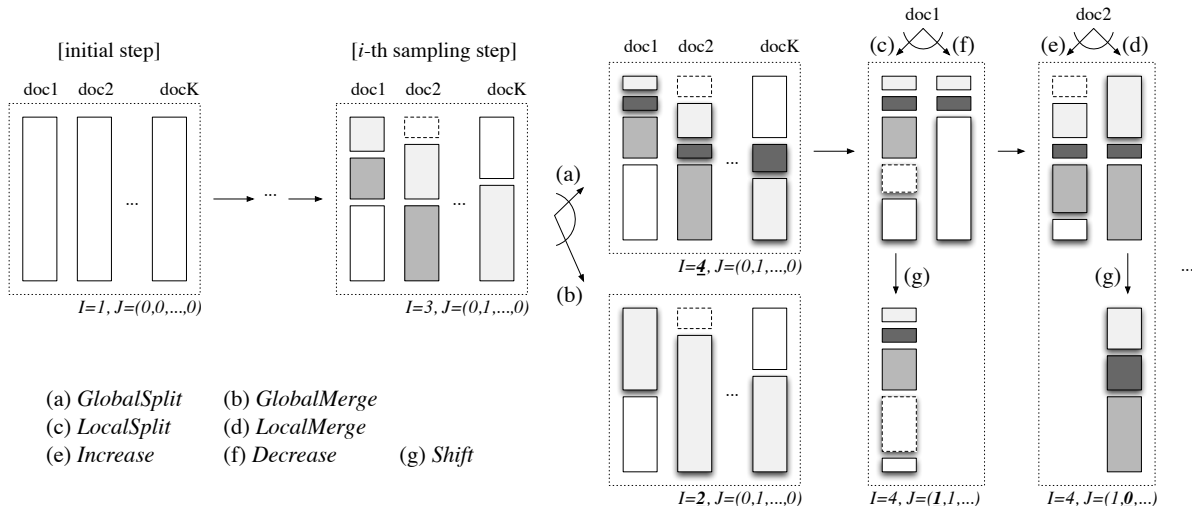 [initial step]
doc1 doc2 docK
...
I=1, J=(0,0,...,0)
...
[i-th sampling step]
doc1 doc2 docK
...
I=3, J=(0,1,...,0)
(a)
(b)
doc1 doc2 docK
...
I=4, J=(0,1,...,0)
...
I=2, J=(0,1,...,0)
doc1
(c) (f)
(g)
I=4, J=(1,1,...)
doc2
(e) (d)
(g)
I=4, J=(1,0,...)
...
(a) GlobalSplit (b) GlobalMerge
(c) LocalSplit (d) LocalMerge
(e) Increase (f) Decrease (g) Shift